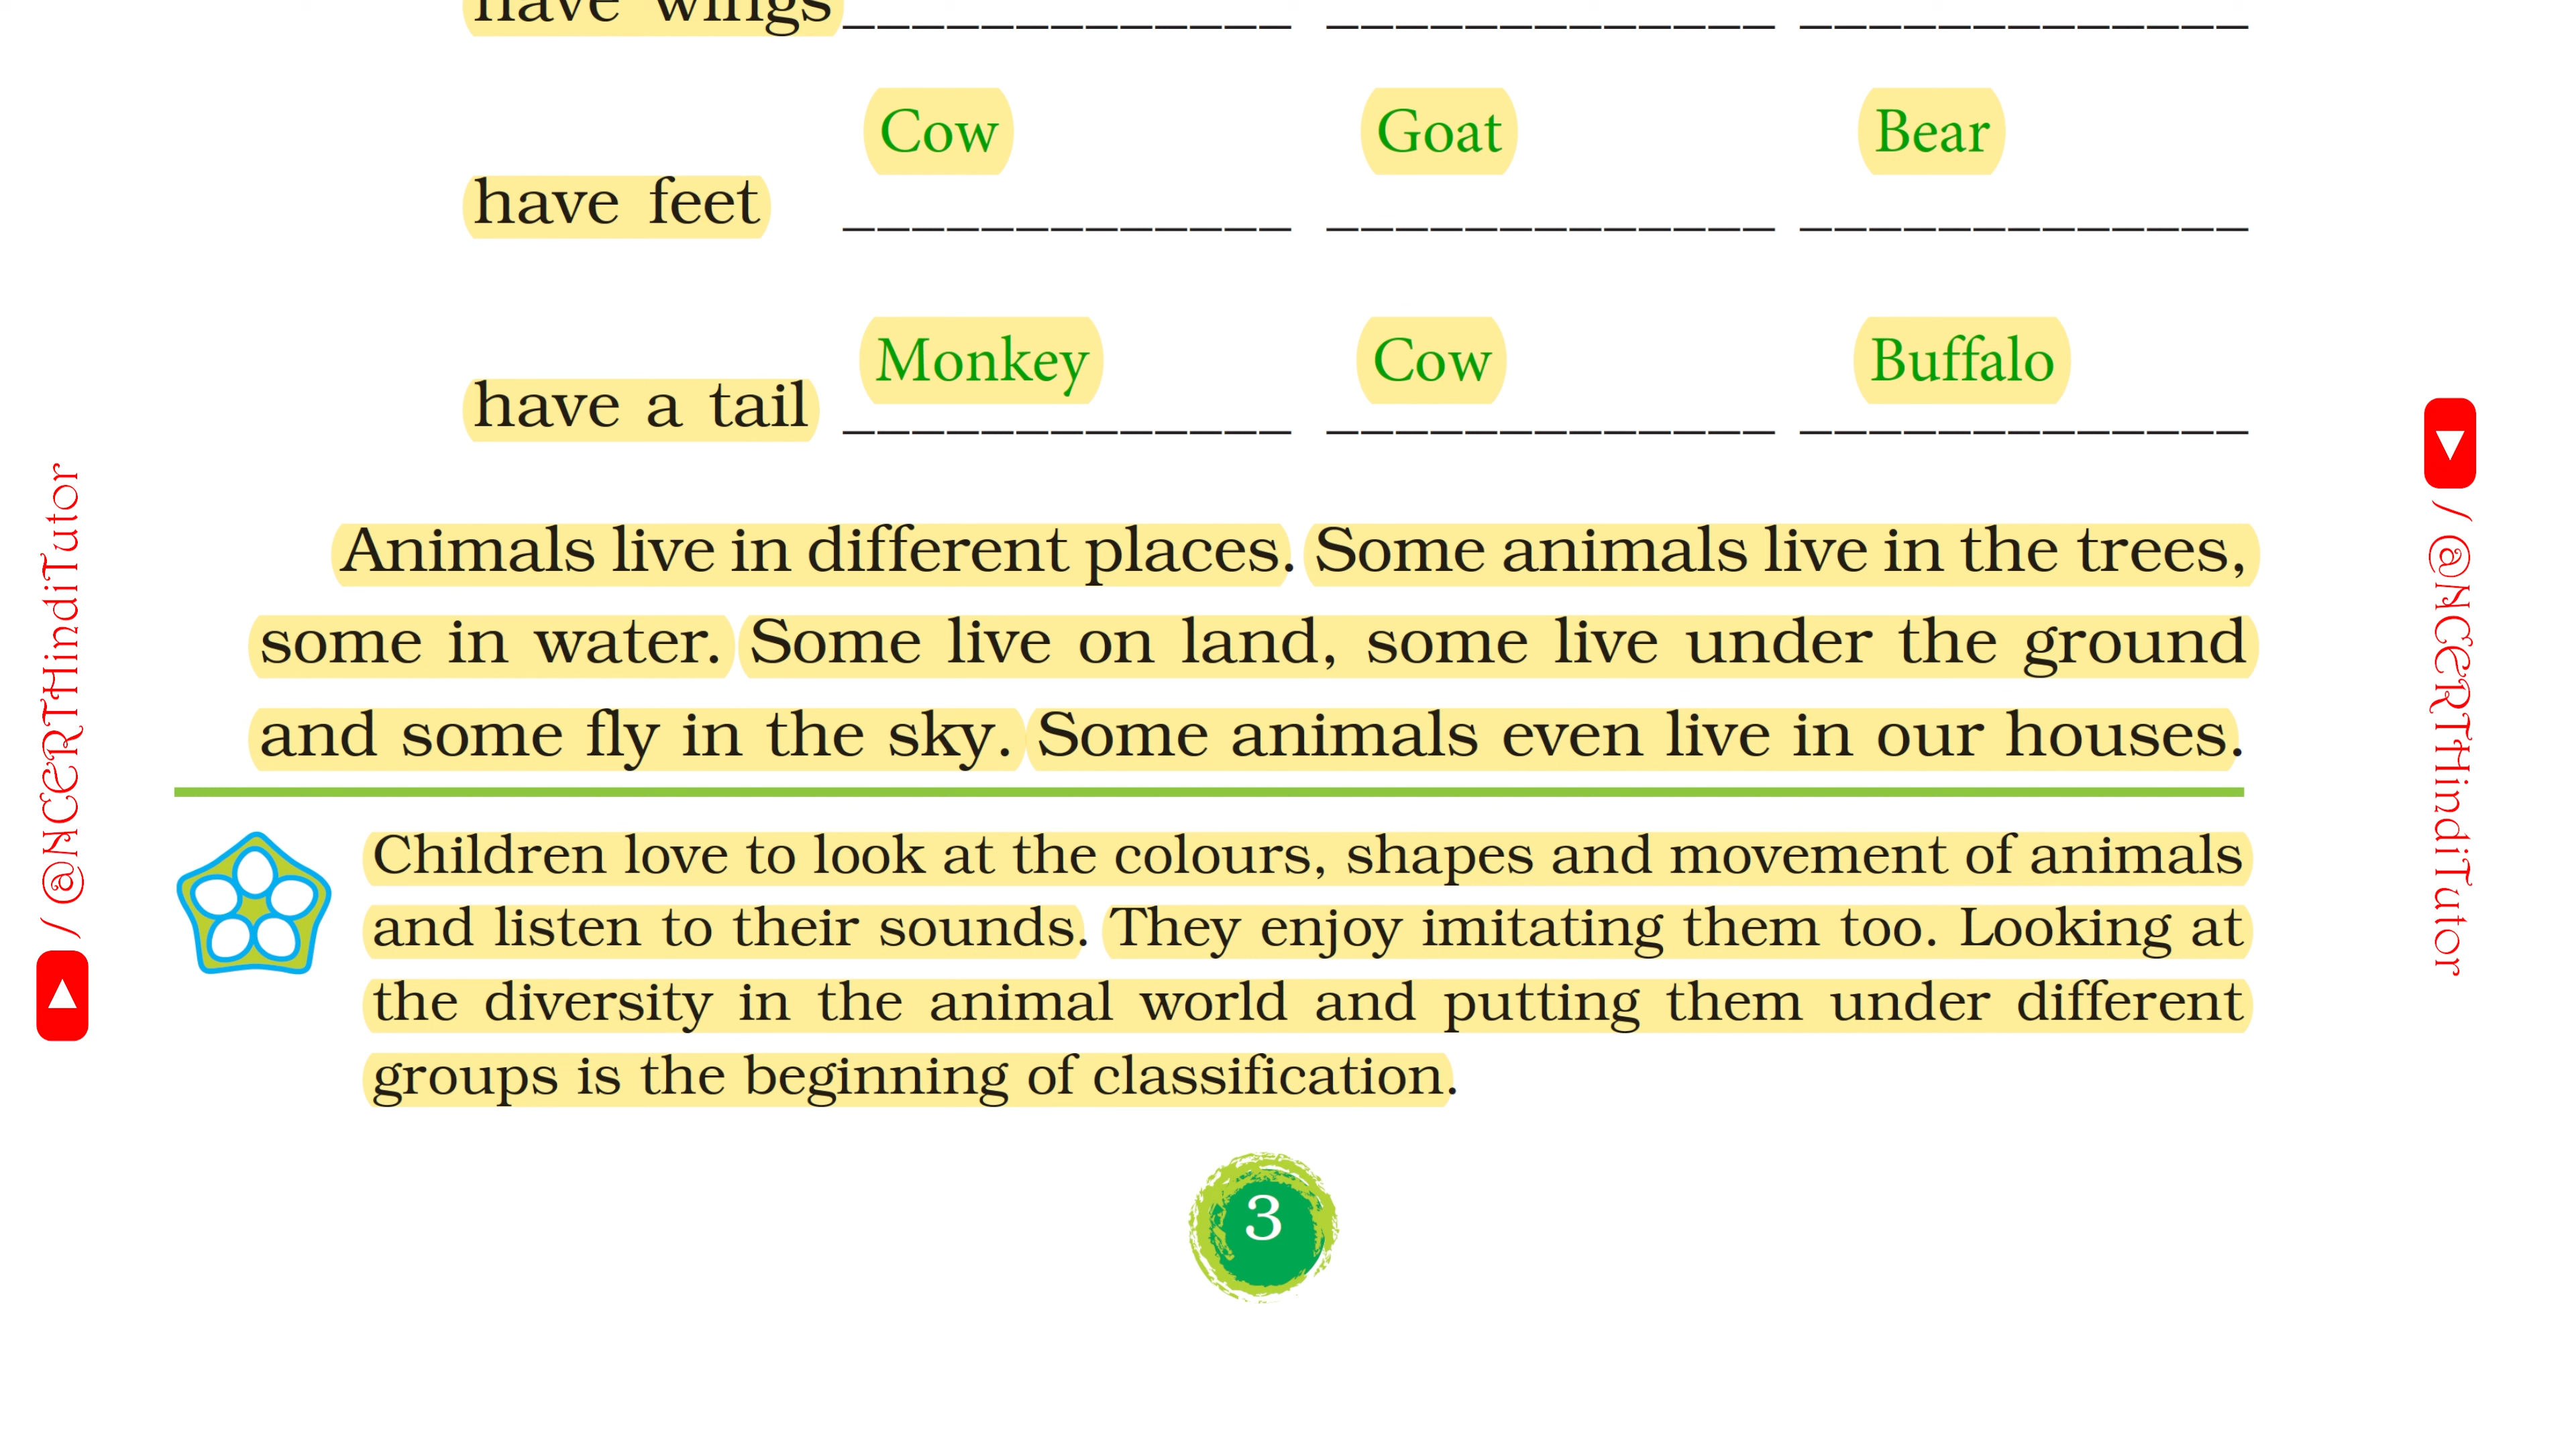 have wings
Cow Goat Bear
have feet
Monkey Cow Buffalo
have a tail
Animals live in different places. Some animals live in the trees,
some in water. Some live on land, some live under the ground
and some fly in the sky. Some animals even live in our houses.
Children love to look at the colours, shapes and movement of animals
and listen to their sounds. They enjoy imitating them too. Looking at
the diversity in the animal world and putting them under different
groups is the beginning of classification.
3
/ @NCERTHindiTutor
/ @NCERTHindiTutor